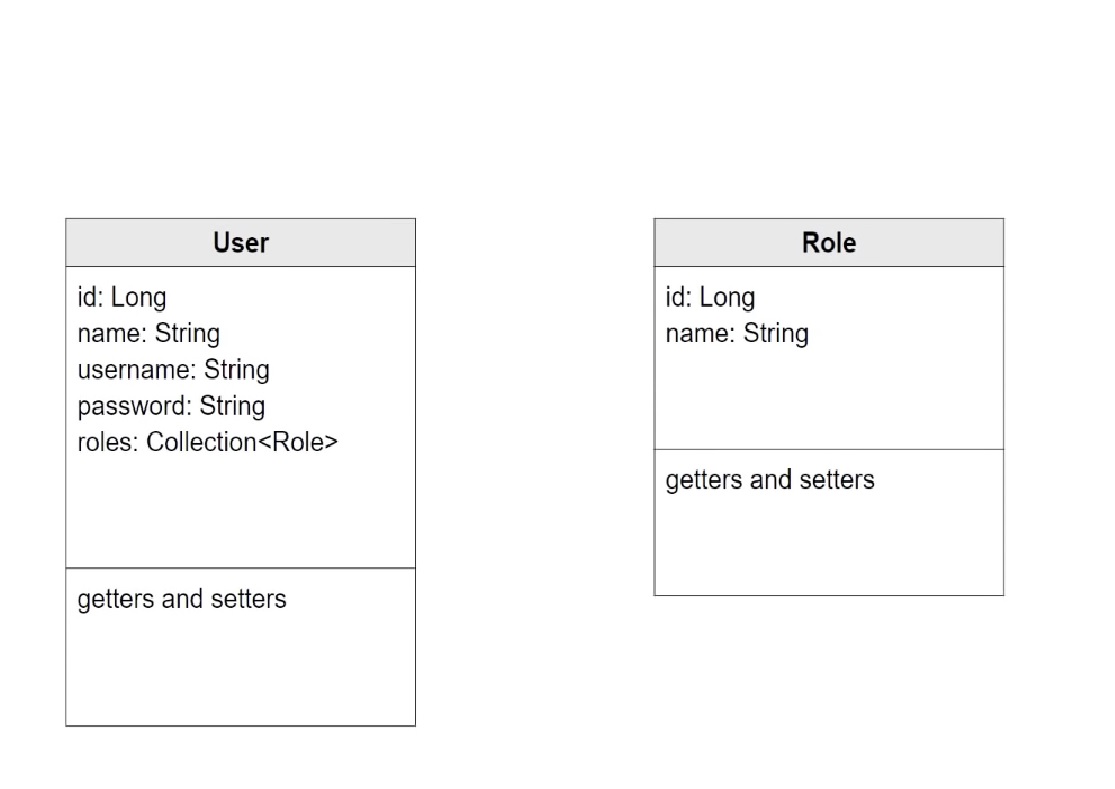 User
id: Long
name: String
username: String
password: String
roles: Collection<Role>
getters and setters
Role
id: Long
name: String
getters and setters